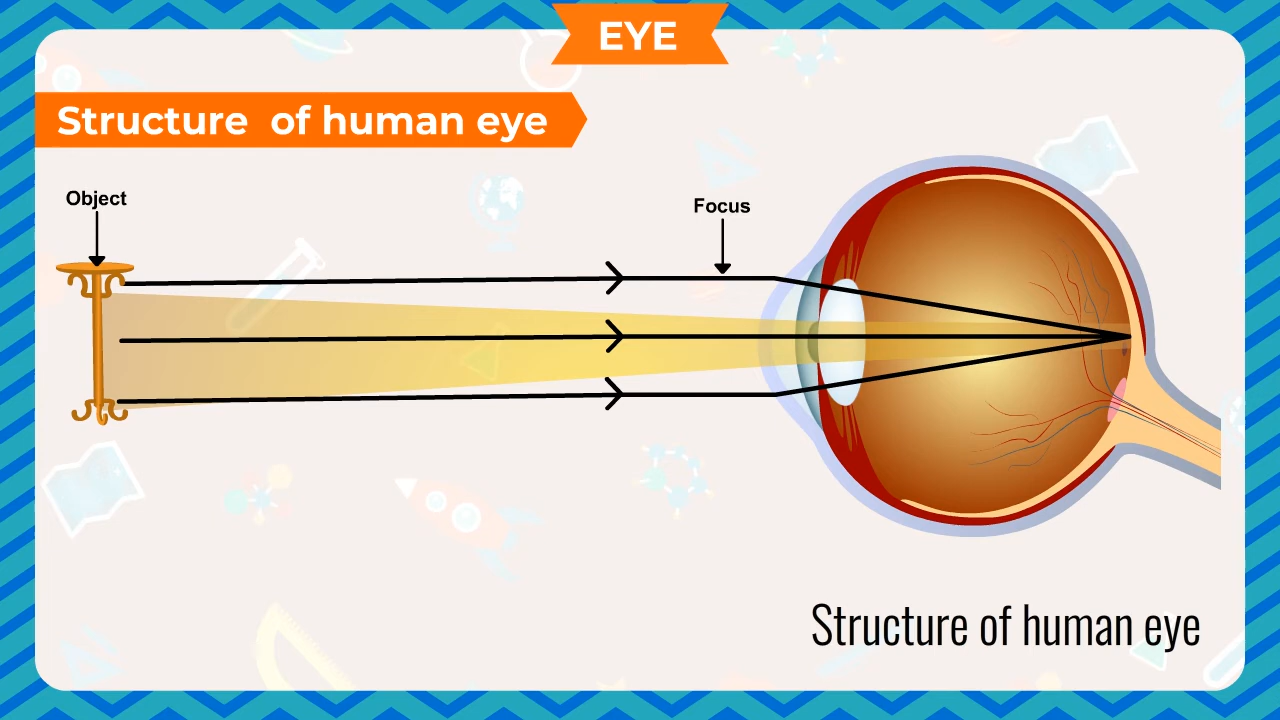 EYE
Structure  of human eye
Object
Focus
Structure of human eye